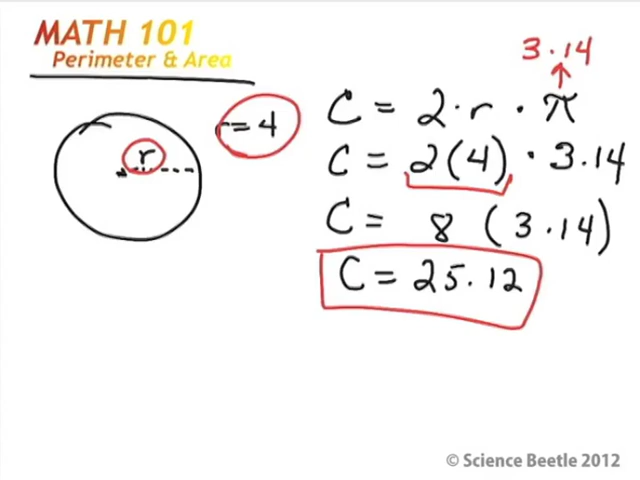 MATH 101
Perimeter & Area
3.14
r
r = 4
C = 2 · r · π
C = 2 (4) · 3.14
C = 8 (3.14)
C = 25.12
© Science Beetle 2012